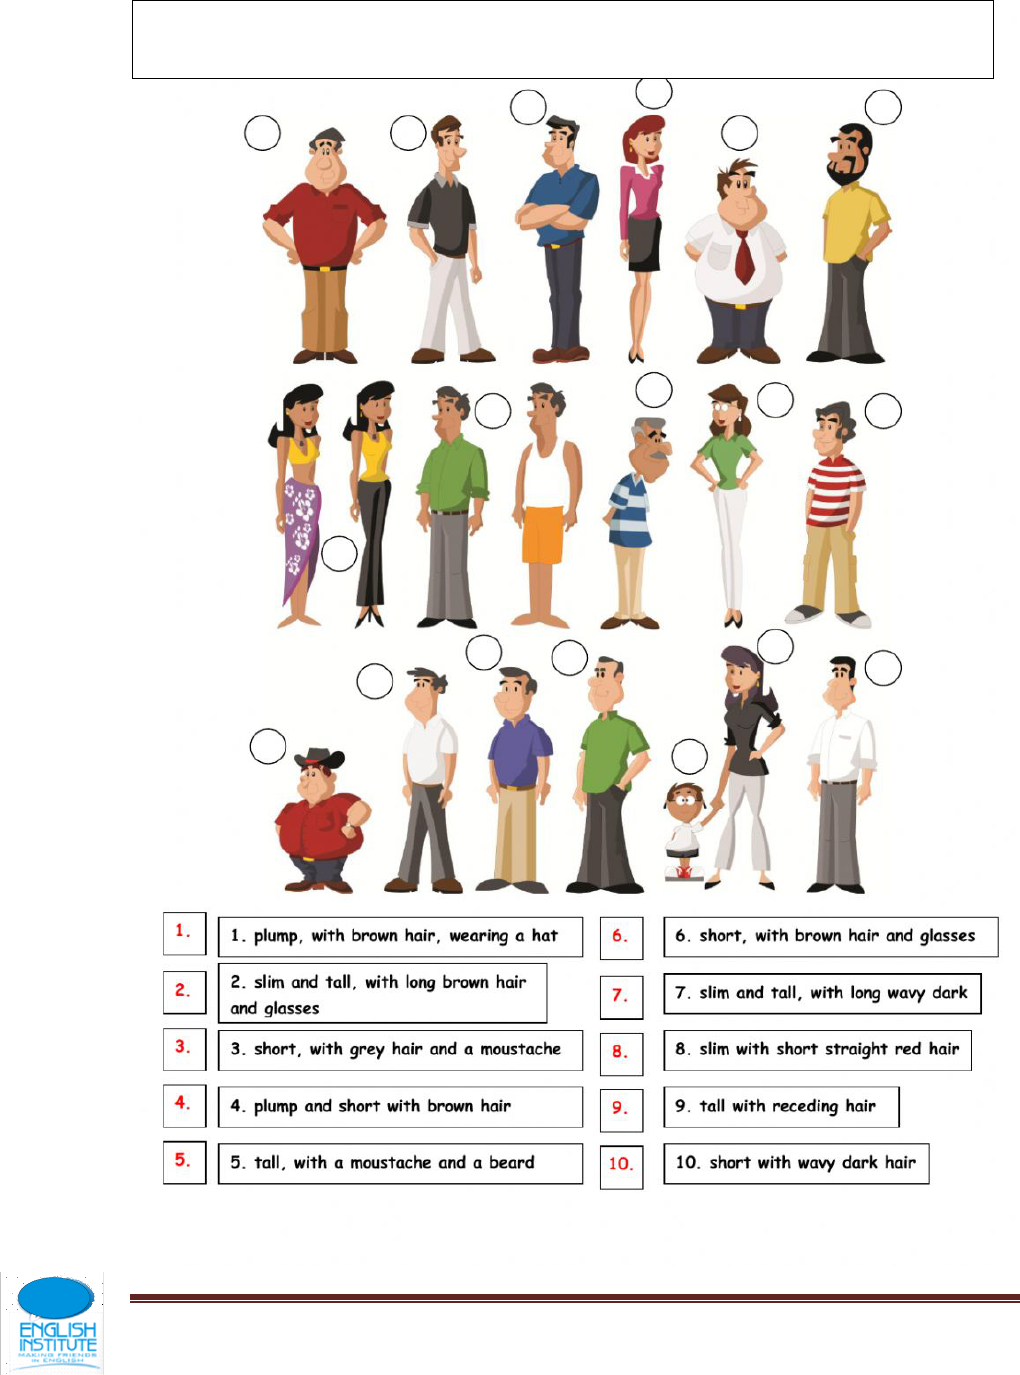 1.
1. plump, with brown hair, wearing a hat
6.
6. short, with brown hair and glasses
2.
2. slim and tall, with long brown hair
and glasses
7.
7. slim and tall, with long wavy dark
3.
3. short, with grey hair and a moustache
8.
8. slim with short straight red hair
4.
4. plump and short with brown hair
9.
9. tall with receding hair
5.
5. tall, with a moustache and a beard
10.
10. short with wavy dark hair
ENGLISH
INSTITUTE
MAKING FRIENDS
IN ENGLISH